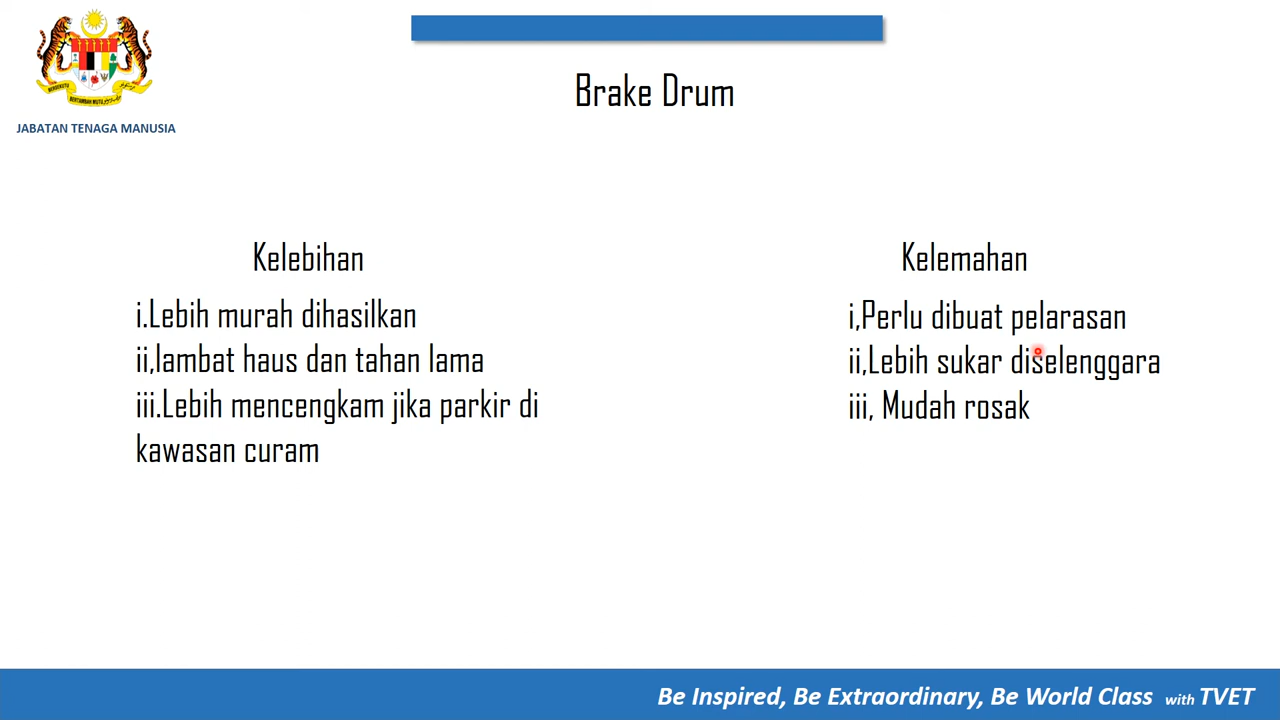 JABATAN TENAGA MANUSIA
Brake Drum
Kelebihan
i.Lebih murah dihasilkan
ii,lambat haus dan tahan lama
iii.Lebih mencengkam jika parkir di
kawasan curam
Kelemahan
i,Perlu dibuat pelarasan
ii,Lebih sukar diselenggara
iii, Mudah rosak
Be Inspired, Be Extraordinary, Be World Class with TVET